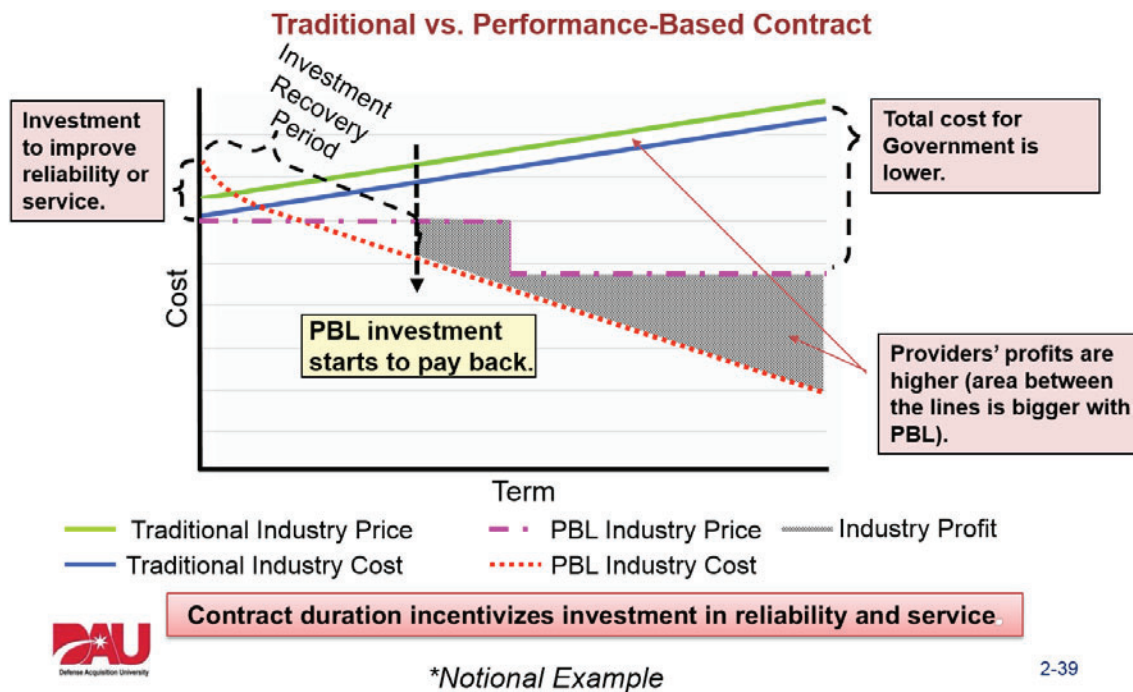 Traditional vs. Performance-Based Contract
Investment
Recovery
Period
Investment
to improve
reliability or
service.
Total cost for
Government is
lower.
Cost
PBL investment
starts to pay back.
Providers’ profits are
higher (area between
the lines is bigger with
PBL).
Term
Traditional Industry Price
PBL Industry Price
Industry Profit
Traditional Industry Cost
PBL Industry Cost
Contract duration incentivizes investment in reliability and service.
DAU
Defense Acquisition University
*Notional Example
2-39